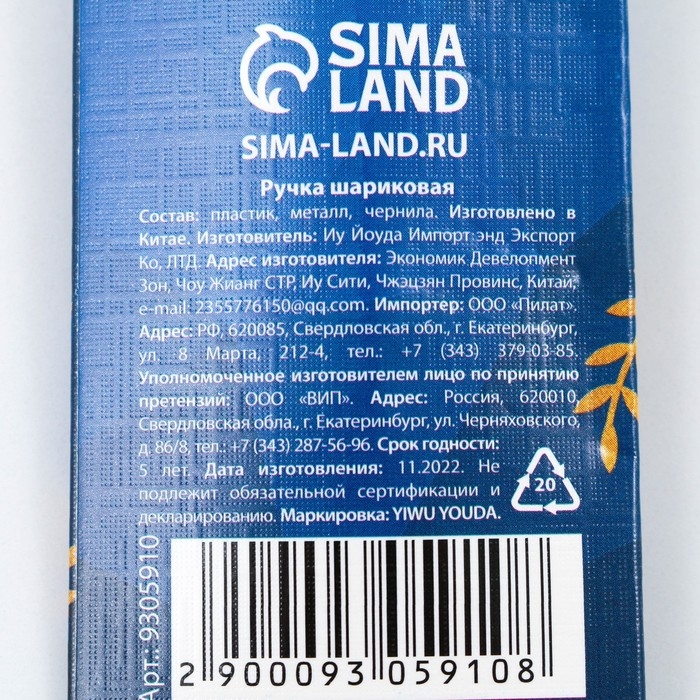 SIMA
LAND
SIMA-LAND.RU
Ручка шариковая
Состав: пластик, металл, чернила. Изготовлено в
Китае. Изготовитель: Иу Йоуда Импорт энд Экспорт
Ко, ЛТД. Адрес изготовителя: Экономик Девелопмент
Зон, Чоу Жианг СТР, Иу Сити, Чжэцзян Провинс, Китай,
e-mail: 2355776150@qq.com. Импортер: ООО «Пилат».
Адрес: РФ, 620085, Свердловская обл., г. Екатеринбург,
ул. 8 Марта, 212-4, тел.: +7 (343) 379-03-85.
Уполномоченное изготовителем лицо по принятию
претензий: ООО «ВИП». Адрес: Россия, 620010,
Свердловская обл., г. Екатеринбург, ул. Черняховского,
д. 86/8, тел.: +7 (343) 287-56-96. Срок годности:
5 лет. Дата изготовления: 11.2022. Не
подлежит обязательной сертификации и
декларированию. Маркировка: YIWU YOUDA.
20
Арт.: 9305910
2 900093 059108